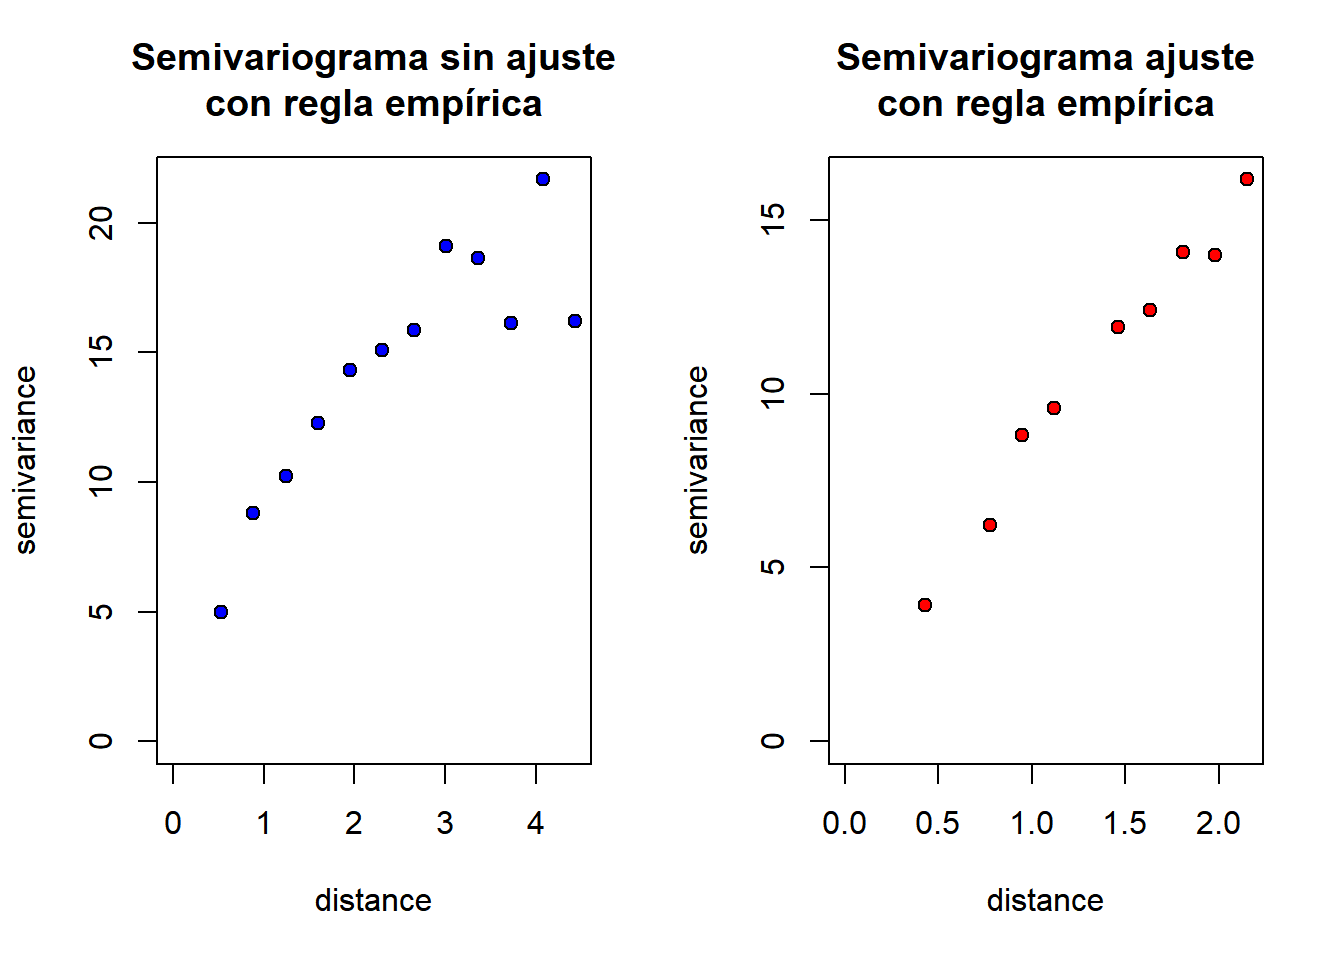 Semivariograma sin ajuste
con regla empírica
semivariance
0
5
10
15
20
0 1 2 3 4
distance
Semivariograma ajuste
con regla empírica
semivariance
0
5
10
15
0.0 0.5 1.0 1.5 2.0
distance